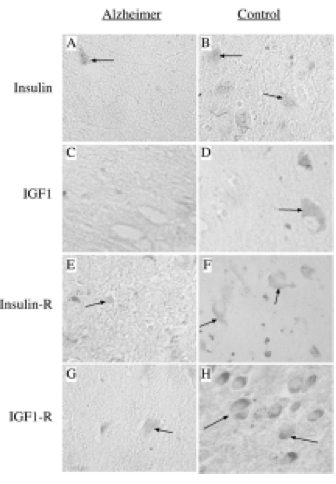 Alzheimer Control
A B
Insulin
C D
IGF1
E F
Insulin-R
G H
IGF1-R